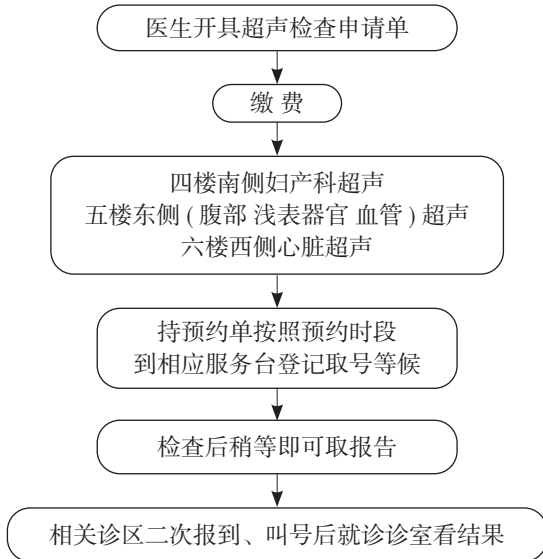 医生开具超声检查申请单
缴 费
四楼南侧妇产科超声
五楼东侧 ( 腹部 浅表器官 血管 ) 超声
六楼西侧心脏超声
持预约单按照预约时段
到相应服务台登记取号等候
检查后稍等即可取报告
相关诊区二次报到、叫号后就诊诊室看结果